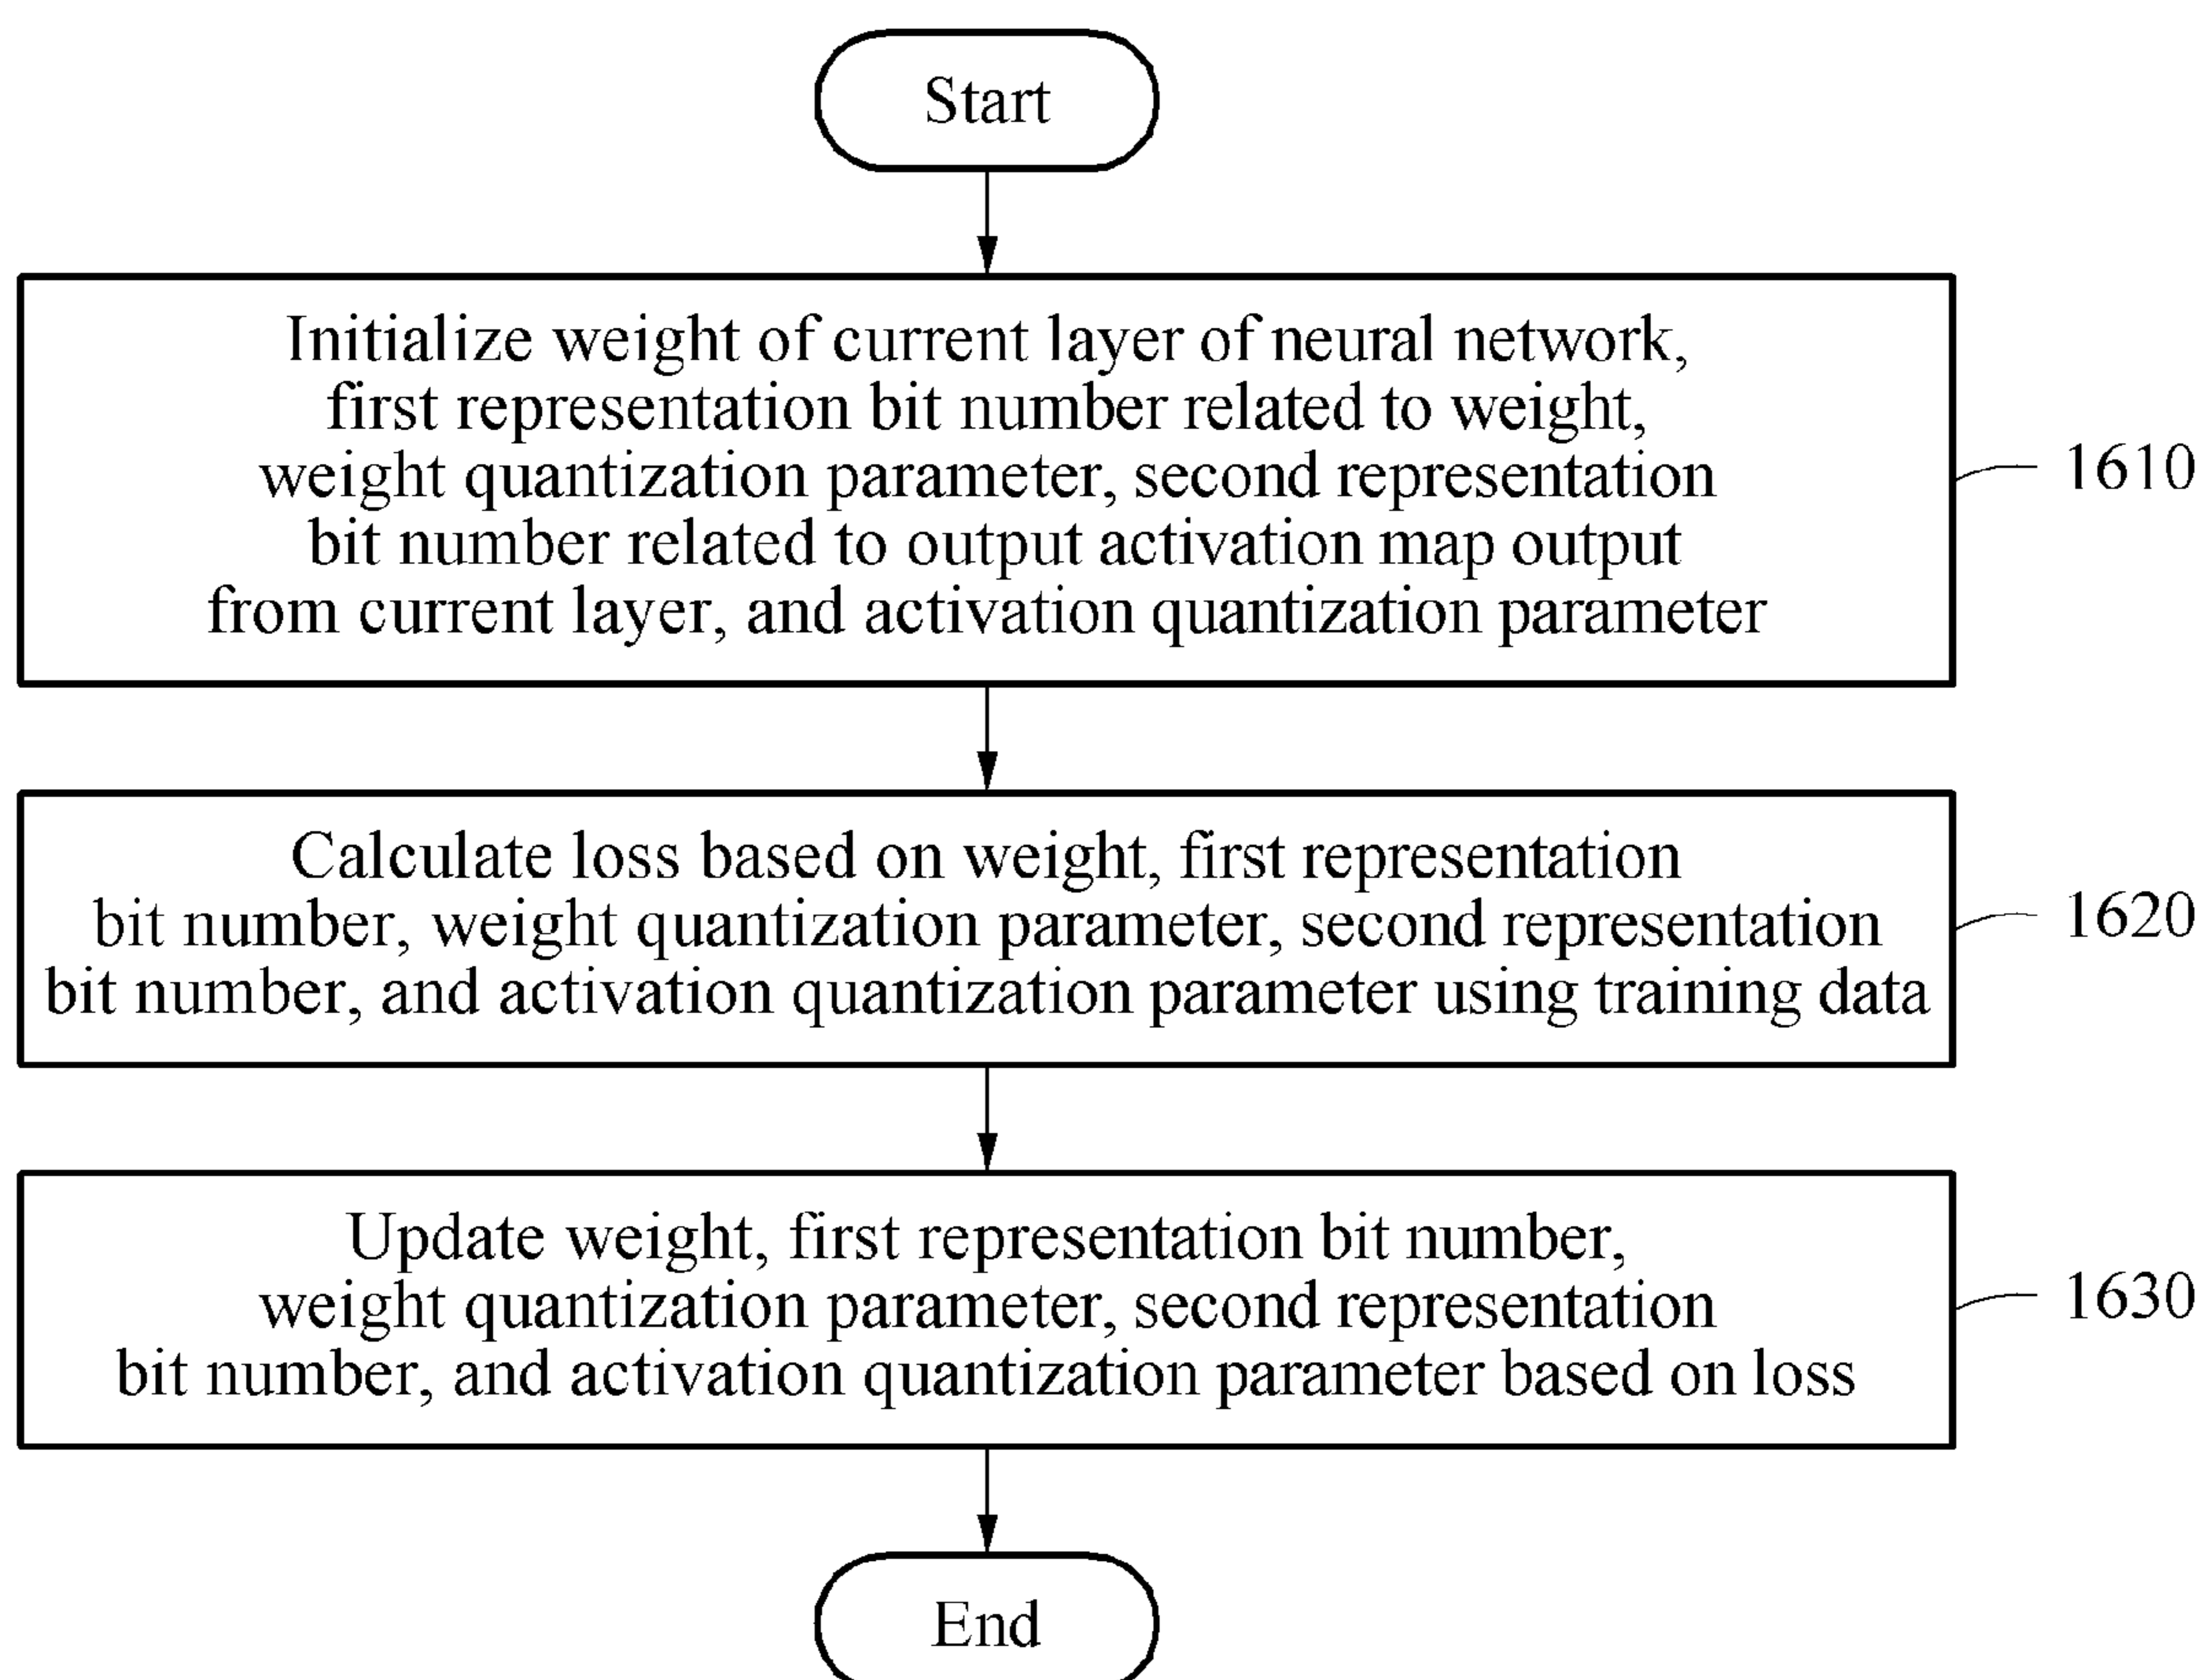 Start
Initialize weight of current layer of neural network,
first representation bit number related to weight,
weight quantization parameter, second representation
bit number related to output activation map output
from current layer, and activation quantization parameter
1610
Calculate loss based on weight, first representation
bit number, weight quantization parameter, second representation
bit number, and activation quantization parameter using training data
1620
Update weight, first representation bit number,
weight quantization parameter, second representation
bit number, and activation quantization parameter based on loss
1630
End